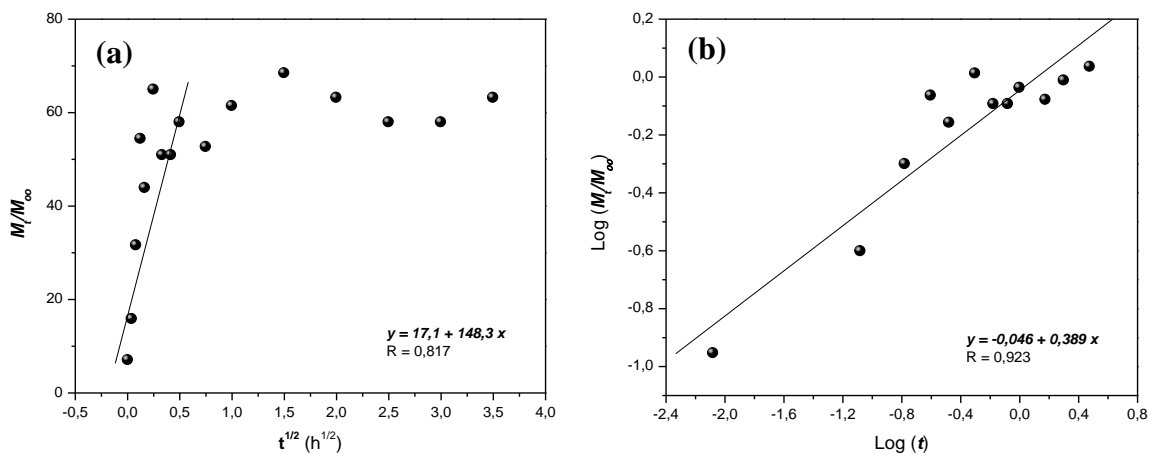 (a)
80
60
40
20
0
M_t/M_∞
-0,5 0,0 0,5 1,0 1,5 2,0 2,5 3,0 3,5 4,0
t^{1/2} (h^{1/2})
y = 17,1 + 148,3 x
R = 0,817
(b)
0,2
0,0
-0,2
-0,4
-0,6
-0,8
-1,0
Log (M_t/M_∞)
-2,4 -2,0 -1,6 -1,2 -0,8 -0,4 0,0 0,4 0,8
Log (t)
y = -0,046 + 0,389 x
R = 0,923